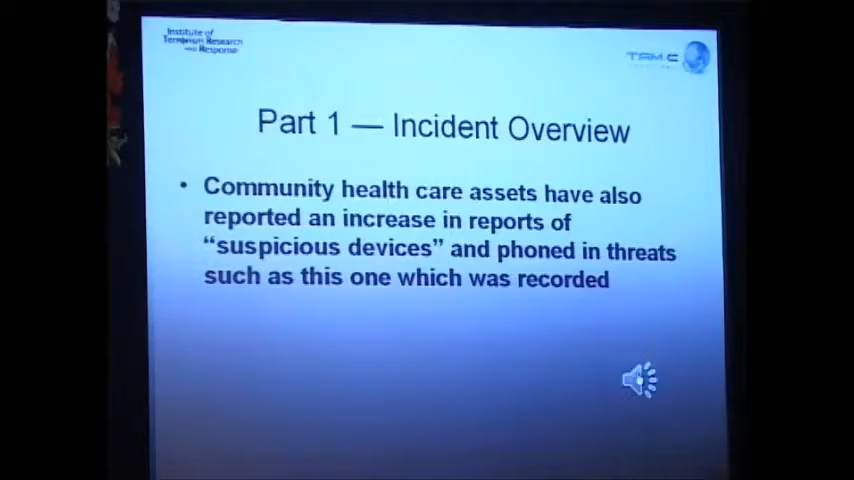 Institute of
Terrorism Research
and Response
TAM-C
Part 1 — Incident Overview
• Community health care assets have also
reported an increase in reports of
“suspicious devices” and phoned in threats
such as this one which was recorded